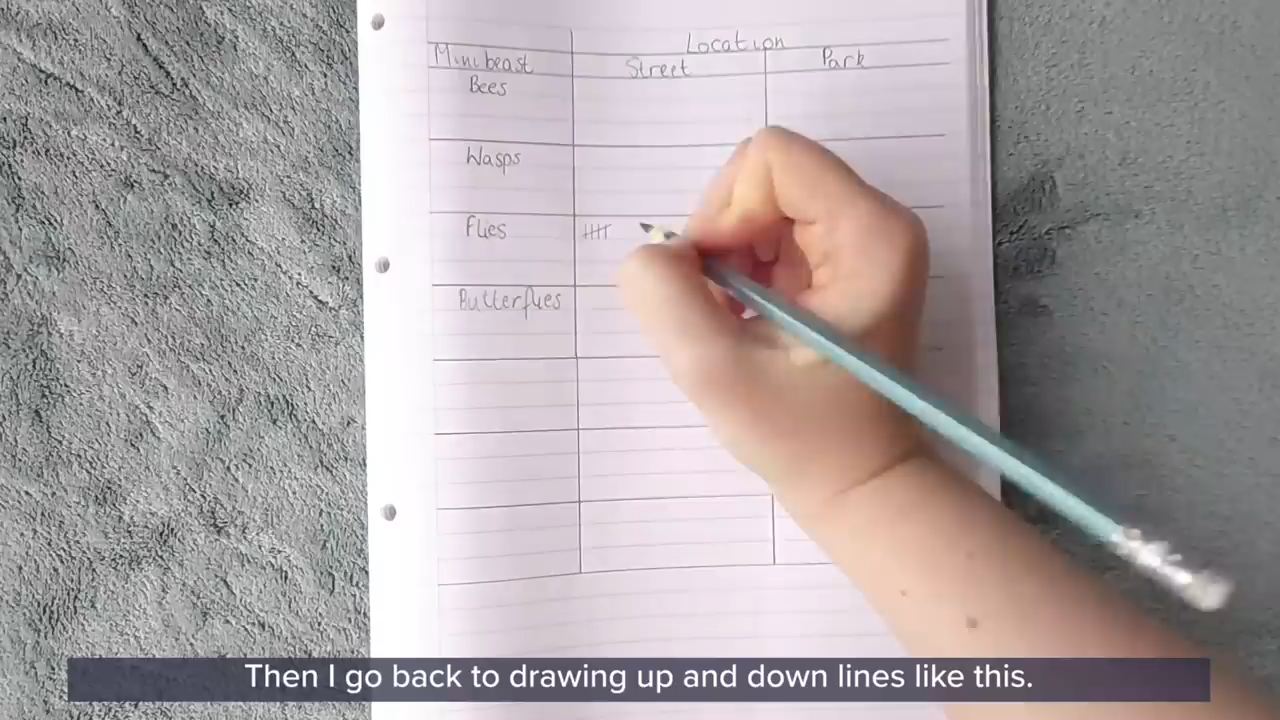 Location
Minibeast Street Park
Bees
Wasps
Flies
Butterflies
Then I go back to drawing up and down lines like this.